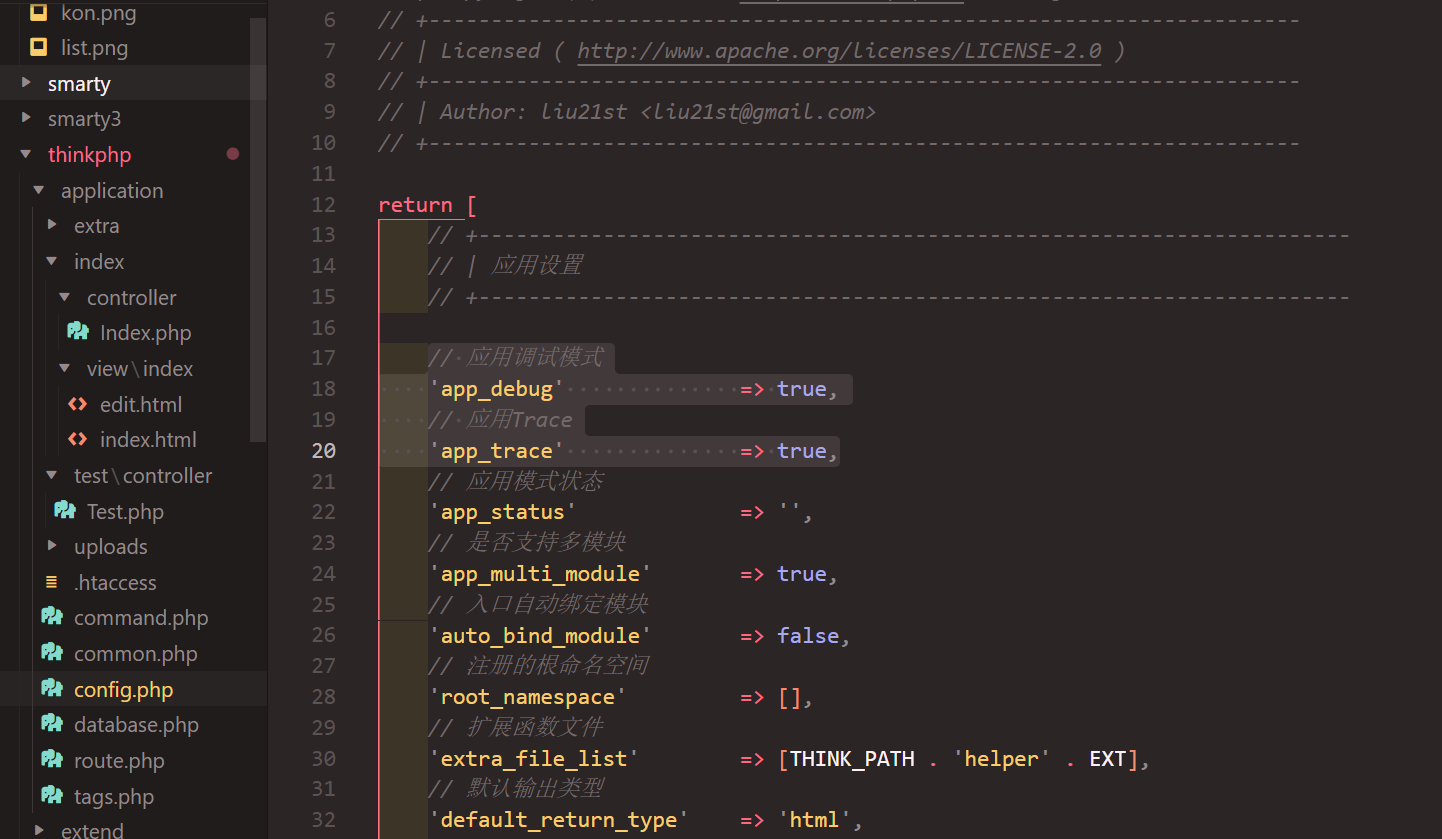 kon.png
list.png
smarty
smarty3
thinkphp
application
extra
index
controller
Index.php
view\index
edit.html
index.html
test\controller
Test.php
uploads
.htaccess
command.php
common.php
config.php
database.php
route.php
tags.php
extend
6 // +----------------------------------------------------------------------
7 // | Licensed ( http://www.apache.org/licenses/LICENSE-2.0 )
8 // +----------------------------------------------------------------------
9 // | Author: liu21st <liu21st@gmail.com>
10 // +----------------------------------------------------------------------
11
12 return [
13 // +----------------------------------------------------------------------
14 // | 应用设置
15 // +----------------------------------------------------------------------
16
17 // 应用调试模式
18 'app_debug' => true,
19 // 应用Trace
20 'app_trace' => true,
21 // 应用模式状态
22 'app_status' => '',
23 // 是否支持多模块
24 'app_multi_module' => true,
25 // 入口自动绑定模块
26 'auto_bind_module' => false,
27 // 注册的根命名空间
28 'root_namespace' => [],
29 // 扩展函数文件
30 'extra_file_list' => [THINK_PATH . 'helper' . EXT],
31 // 默认输出类型
32 'default_return_type' => 'html',